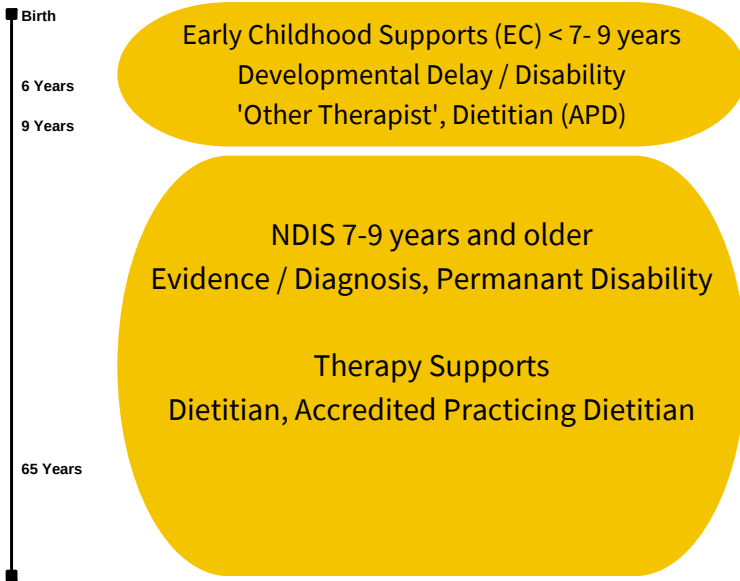 Birth
6 Years
9 Years
65 Years
Early Childhood Supports (EC) < 7- 9 years
Developmental Delay / Disability
'Other Therapist', Dietitian (APD)
NDIS 7-9 years and older
Evidence / Diagnosis, Permanant Disability
Therapy Supports
Dietitian, Accredited Practicing Dietitian